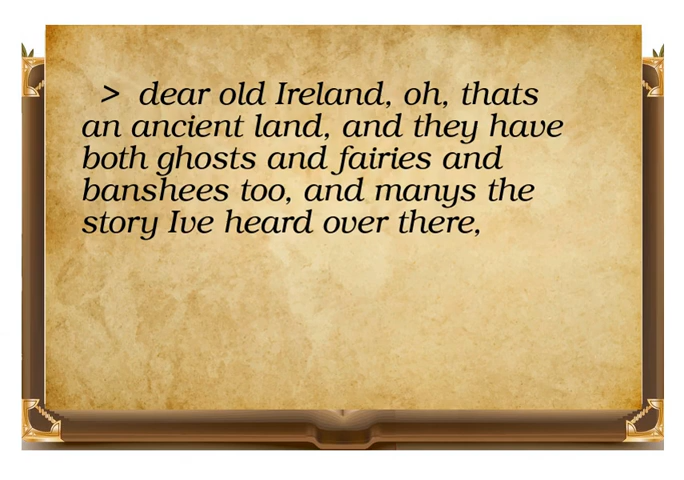 > dear old Ireland, oh, thats
an ancient land, and they have
both ghosts and fairies and
banshees too, and manys the
story Ive heard over there,